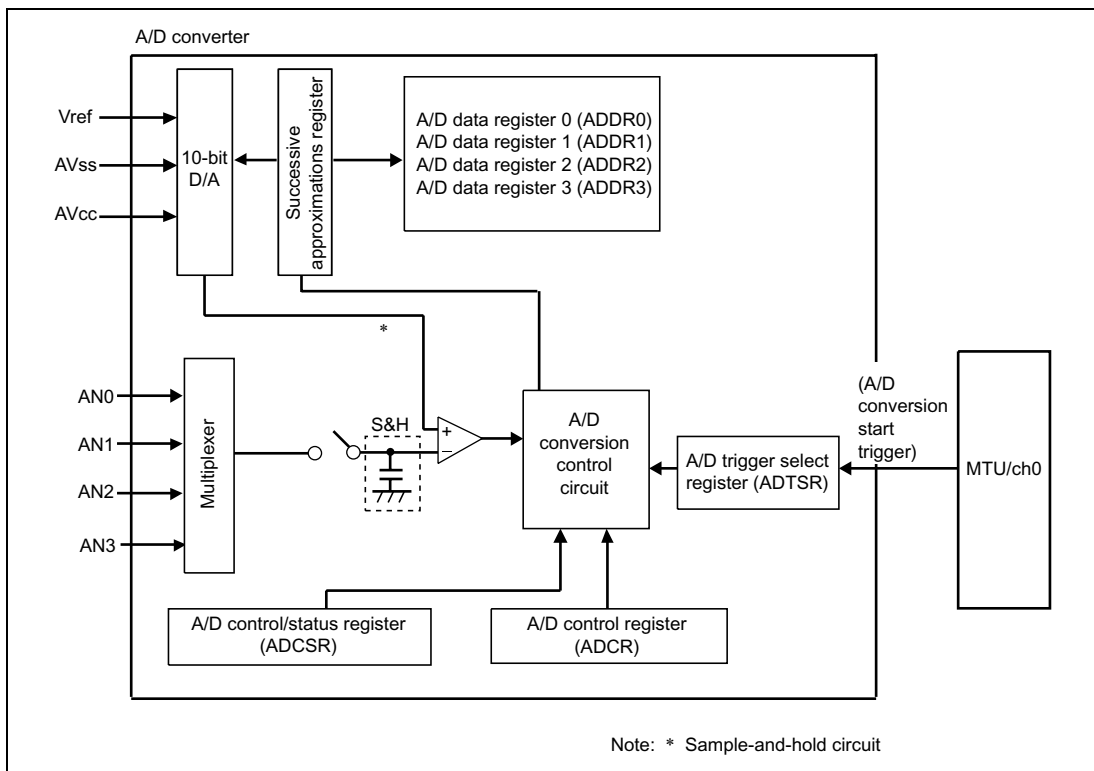 A/D converter
Vref
AVss
AVcc
10-bit
D/A
Successive
approximations register
A/D data register 0 (ADDR0)
A/D data register 1 (ADDR1)
A/D data register 2 (ADDR2)
A/D data register 3 (ADDR3)
*
AN0
AN1
AN2
AN3
Multiplexer
S&H
+
−
A/D
conversion
control
circuit
A/D trigger select
register (ADTSR)
(A/D
conversion
start
trigger)
MTU/ch0
A/D control/status register
(ADCSR)
A/D control register
(ADCR)
Note: * Sample-and-hold circuit